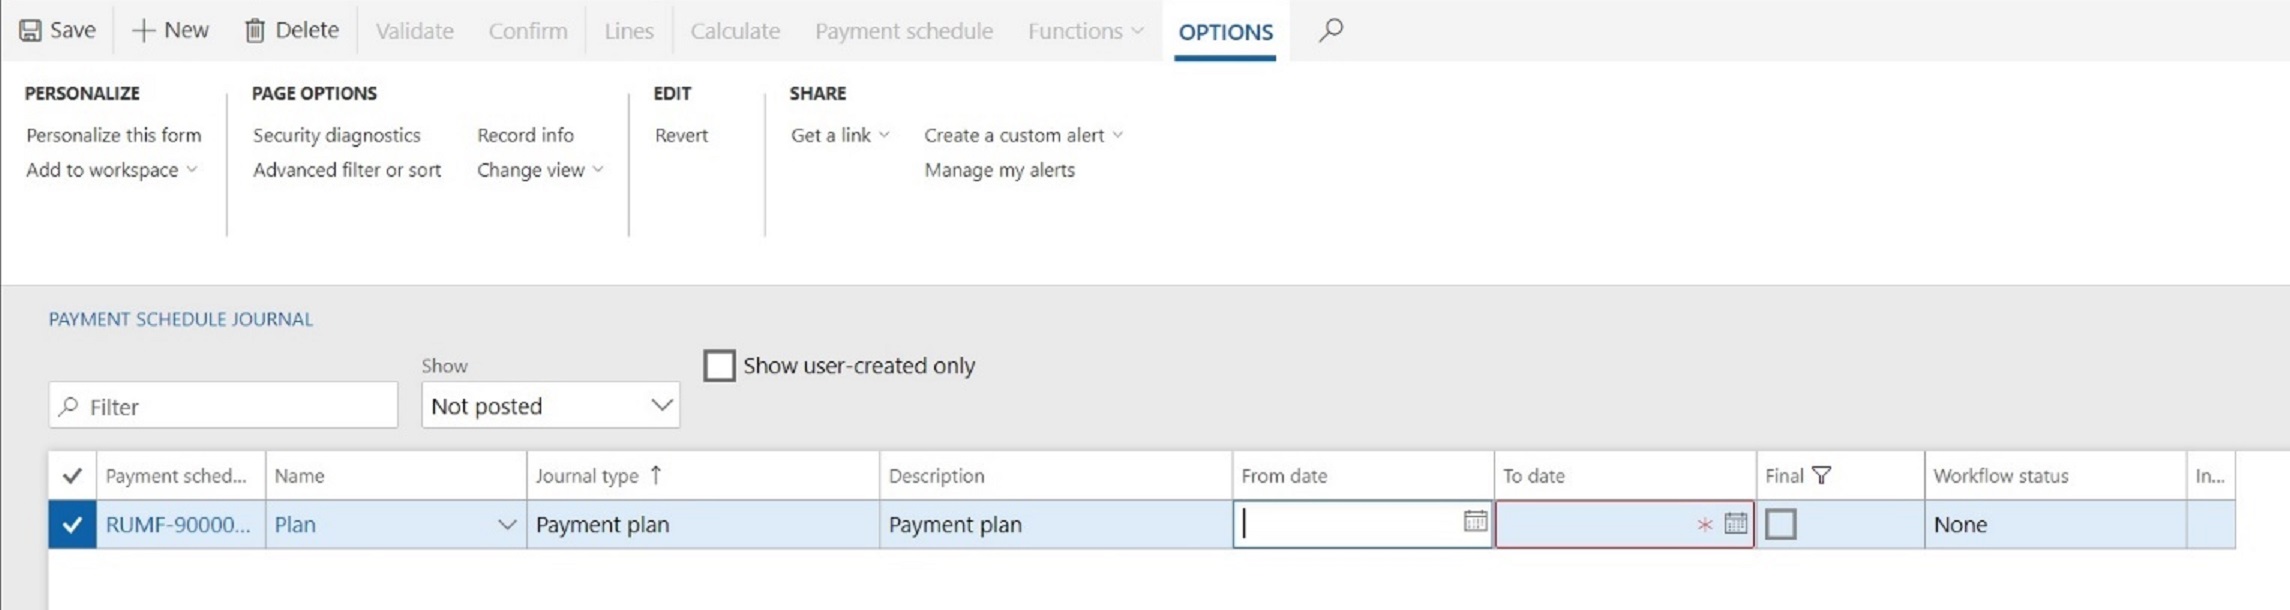 Save New Delete Validate Confirm Lines Calculate Payment schedule Functions OPTIONS
PERSONALIZE PAGE OPTIONS EDIT SHARE
Personalize this form Security diagnostics Record info Revert Get a link Create a custom alert
Add to workspace Advanced filter or sort Change view Manage my alerts
PAYMENT SCHEDULE JOURNAL
Show Show user-created only
Filter Not posted
Payment sched... Name Journal type ↑ Description From date To date Final Workflow status In...
RUMF-90000... Plan Payment plan Payment plan * None